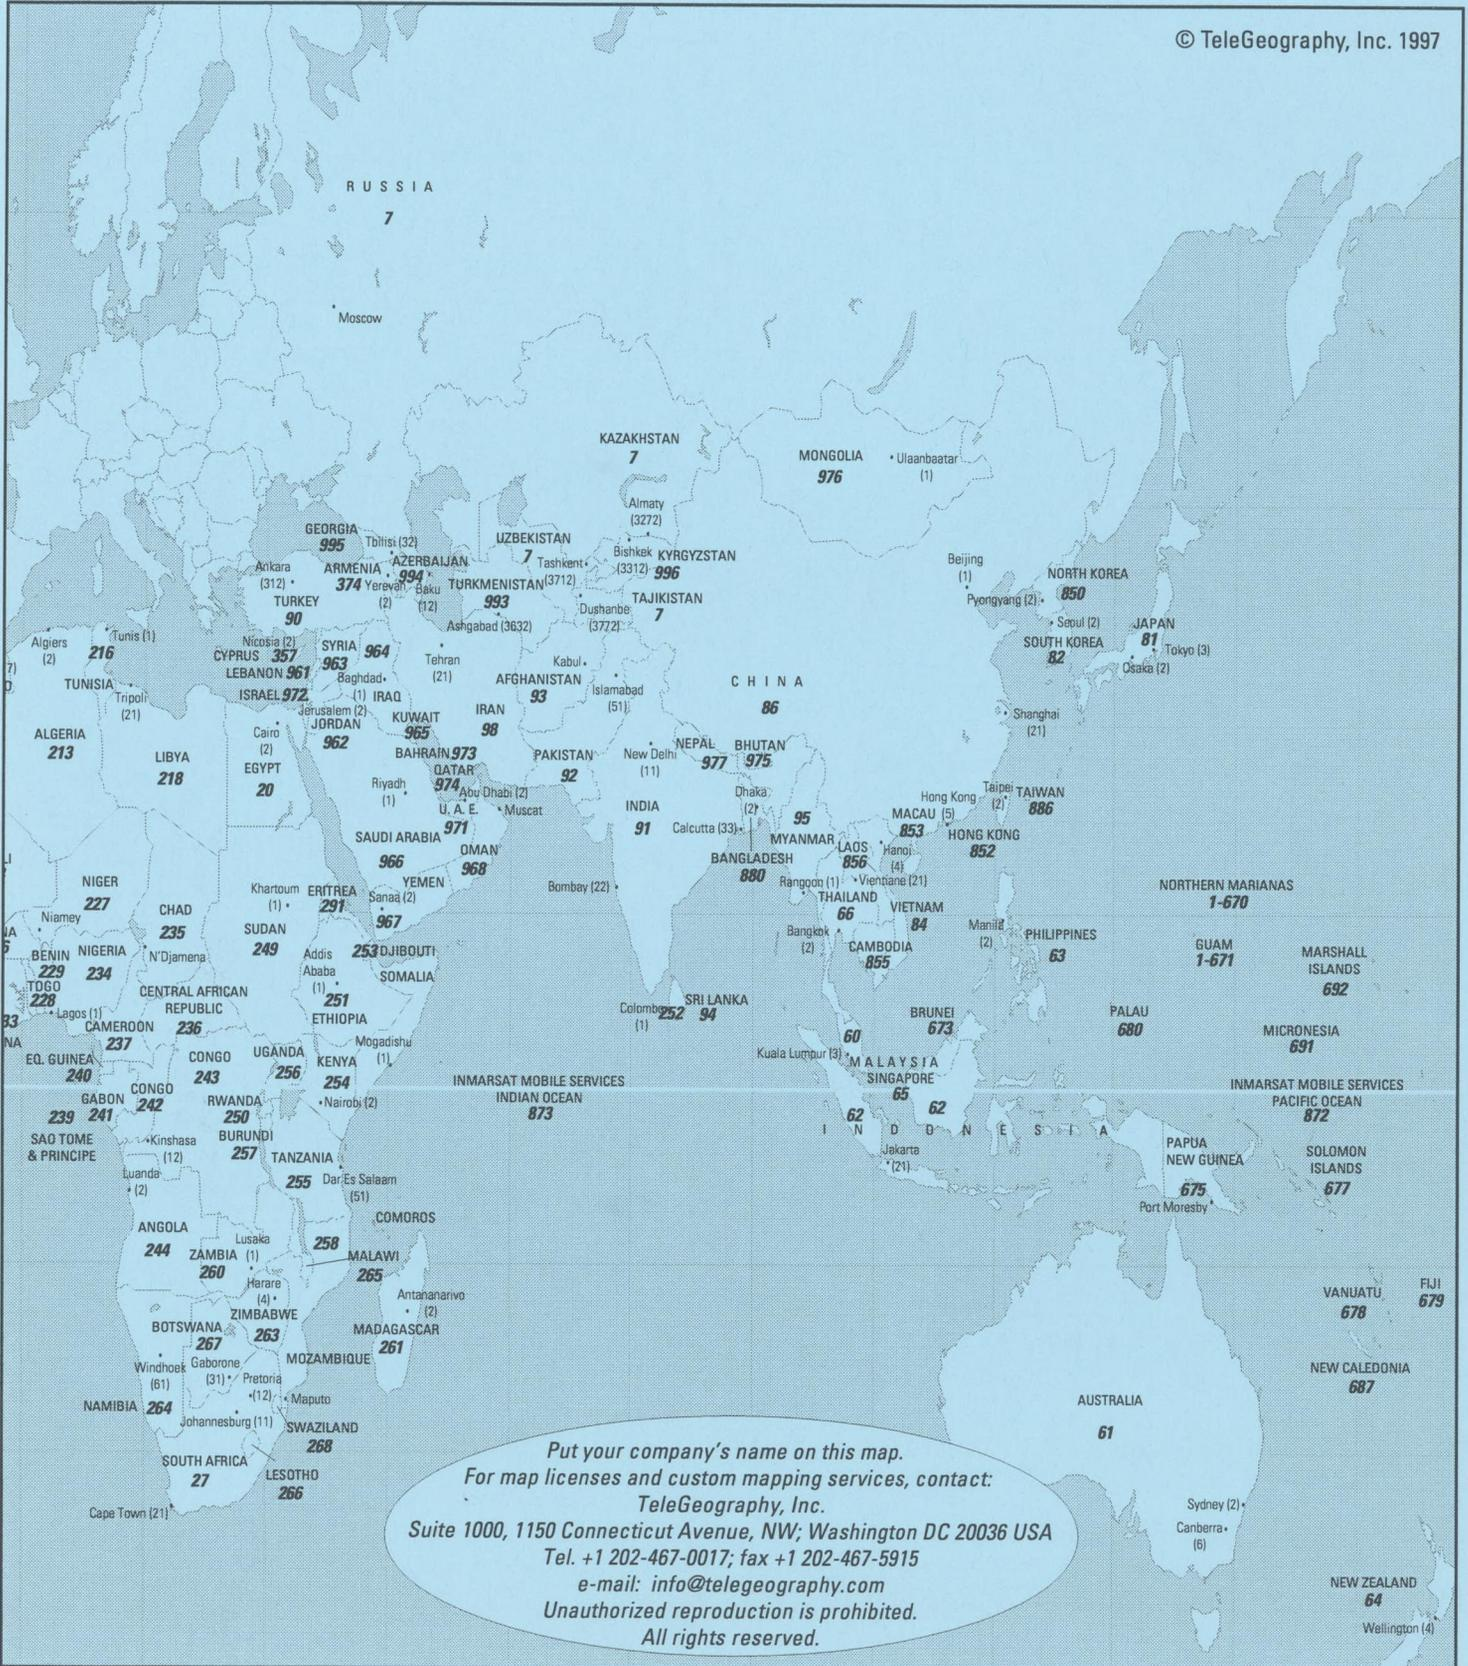 © TeleGeography, Inc. 1997
RUSSIA
7
Moscow
KAZAKHSTAN
7
MONGOLIA
976
Ulaanbaatar
(1)
Almaty
(3272)
GEORGIA
995
Tbilisi (32)
UZBEKISTAN
7
Tashkent
(3712)
Bishkek
(3312)
KYRGYZSTAN
996
Ankara
(312)
ARMENIA
374
Yerevan
(2)
AZERBAIJAN
994
Baku
(12)
TURKMENISTAN
993
Ashgabad (3632)
TAJIKISTAN
7
Dushanbe
(3772)
Beijing
(1)
NORTH KOREA
850
Pyongyang (2)
Seoul (2)
SOUTH KOREA
82
JAPAN
81
Tokyo (3)
Osaka (2)
TURKEY
90
Algiers
(2)
Tunis (1)
216
TUNISIA
Tripoli
(21)
Nicosia (2)
CYPRUS 357
LEBANON 961
ISRAEL 972
SYRIA
963
964
Baghdad
(1)
IRAQ
Jerusalem (2)
JORDAN
962
Tehran
(21)
Kabul
AFGHANISTAN
93
Islamabad
(51)
CHINA
86
Shanghai
(21)
IRAN
98
KUWAIT
965
BAHRAIN 973
QATAR
974
Abu Dhabi (2)
U. A. E.
971
Muscat
ALGERIA
213
LIBYA
218
Cairo
(2)
EGYPT
20
Riyadh
(1)
SAUDI ARABIA
966
OMAN
968
YEMEN
Sanaa (2)
967
PAKISTAN
92
New Delhi
(11)
NEPAL
977
BHUTAN
975
INDIA
91
Dhaka
(2)
Calcutta (33)
BANGLADESH
880
95
MYANMAR
Rangoon (1)
LAOS
856
Hanoi
(4)
Vientiane (21)
Hong Kong
(5)
MACAU
853
HONG KONG
852
Taipei
(2)
TAIWAN
886
Bombay (22)
THAILAND
66
Bangkok
(2)
VIETNAM
84
CAMBODIA
855
Manila
(2)
PHILIPPINES
63
NORTHERN MARIANAS
1-670
GUAM
1-671
MARSHALL
ISLANDS
692
PALAU
680
MICRONESIA
691
NIGER
227
Niamey
CHAD
235
N'Djamena
Khartoum
(1)
ERITREA
291
SUDAN
249
BENIN
229
NIGERIA
234
TOGO
228
Lagos (1)
CENTRAL AFRICAN
REPUBLIC
236
Addis
Ababa
(1)
251
ETHIOPIA
253 DJIBOUTI
SOMALIA
Colombo
(1)
252
SRI LANKA
94
BRUNEI
673
60
Kuala Lumpur (3)
MALAYSIA
SINGAPORE
65
CAMEROON
237
EQ. GUINEA
240
CONGO
243
UGANDA
256
KENYA
254
Mogadishu
(1)
Nairobi (2)
INMARSAT MOBILE SERVICES
INDIAN OCEAN
873
INMARSAT MOBILE SERVICES
PACIFIC OCEAN
872
GABON
241
CONGO
242
RWANDA
250
239
SAO TOME
& PRINCIPE
Kinshasa
(12)
BURUNDI
257
TANZANIA
255
Dar Es Salaam
(51)
62
62
INDONESIA
Jakarta
(21)
PAPUA
NEW GUINEA
675
Port Moresby
SOLOMON
ISLANDS
677
Luanda
(2)
ANGOLA
244
COMOROS
Lusaka
(1)
ZAMBIA
260
258
MALAWI
265
Harare
(4)
ZIMBABWE
263
Antananarivo
(2)
MADAGASCAR
261
VANUATU
678
FIJI
679
BOTSWANA
267
MOZAMBIQUE
Windhoek
(61)
Gaborone
(31)
Pretoria
(12)
Maputo
NAMIBIA 264
Johannesburg (11)
SWAZILAND
268
NEW CALEDONIA
687
AUSTRALIA
61
SOUTH AFRICA
27
LESOTHO
266
Cape Town (21)
Sydney (2)
Canberra
(6)
NEW ZEALAND
64
Wellington (4)
Put your company's name on this map.
For map licenses and custom mapping services, contact:
TeleGeography, Inc.
Suite 1000, 1150 Connecticut Avenue, NW; Washington DC 20036 USA
Tel. +1 202-467-0017; fax +1 202-467-5915
e-mail: info@telegeography.com
Unauthorized reproduction is prohibited.
All rights reserved.